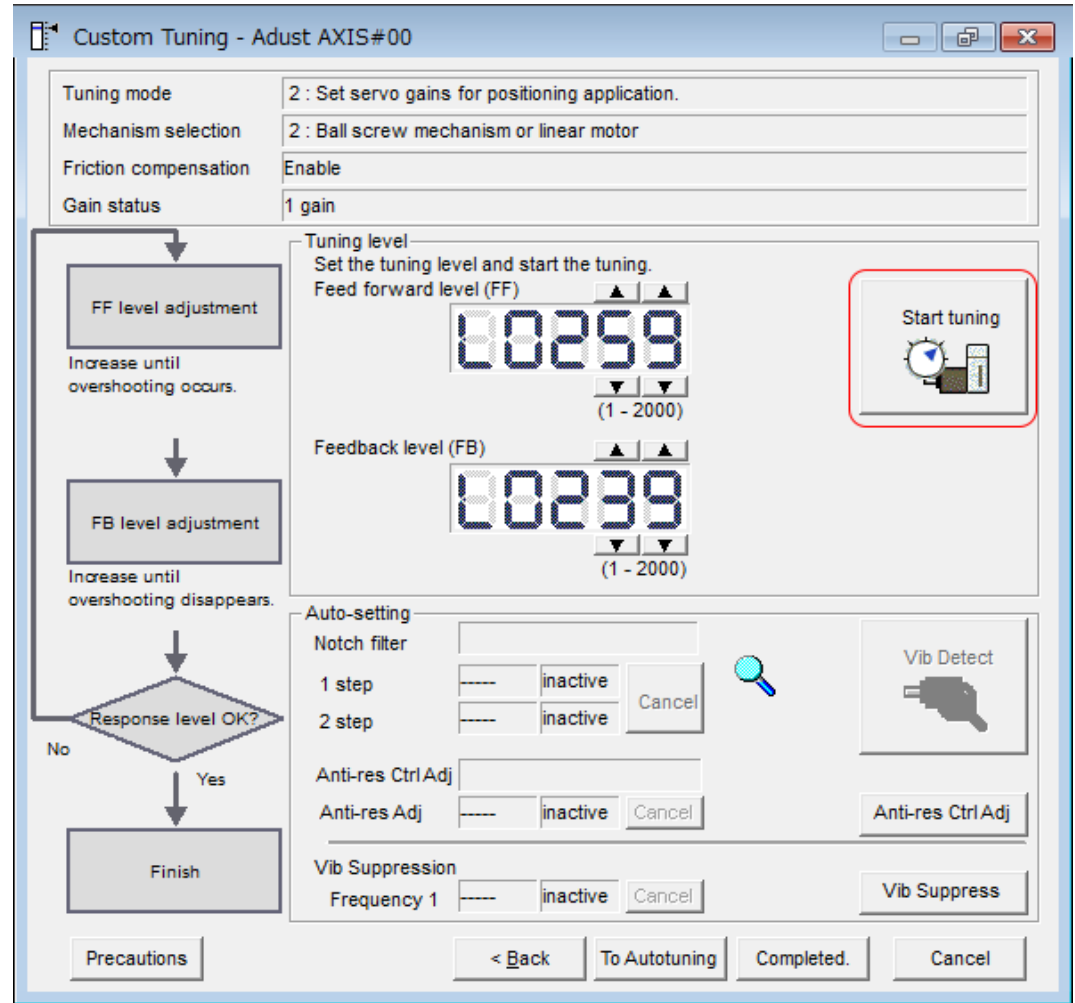 Custom Tuning - Adust AXIS#00
Tuning mode 2 : Set servo gains for positioning application.
Mechanism selection 2 : Ball screw mechanism or linear motor
Friction compensation Enable
Gain status 1 gain
FF level adjustment
Increase until
overshooting occurs.
FB level adjustment
Increase until
overshooting disappears.
Response level OK?
No
Yes
Finish
Tuning level
Set the tuning level and start the tuning.
Feed forward level (FF)
L0259
(1 - 2000)
Feedback level (FB)
L0239
(1 - 2000)
Start tuning
Auto-setting
Notch filter
1 step ----- inactive
Cancel
2 step ----- inactive
Vib Detect
Anti-res Ctrl Adj
Anti-res Adj ----- inactive Cancel
Anti-res Ctrl Adj
Vib Suppression
Frequency 1 ----- inactive Cancel
Vib Suppress
Precautions < Back To Autotuning Completed. Cancel